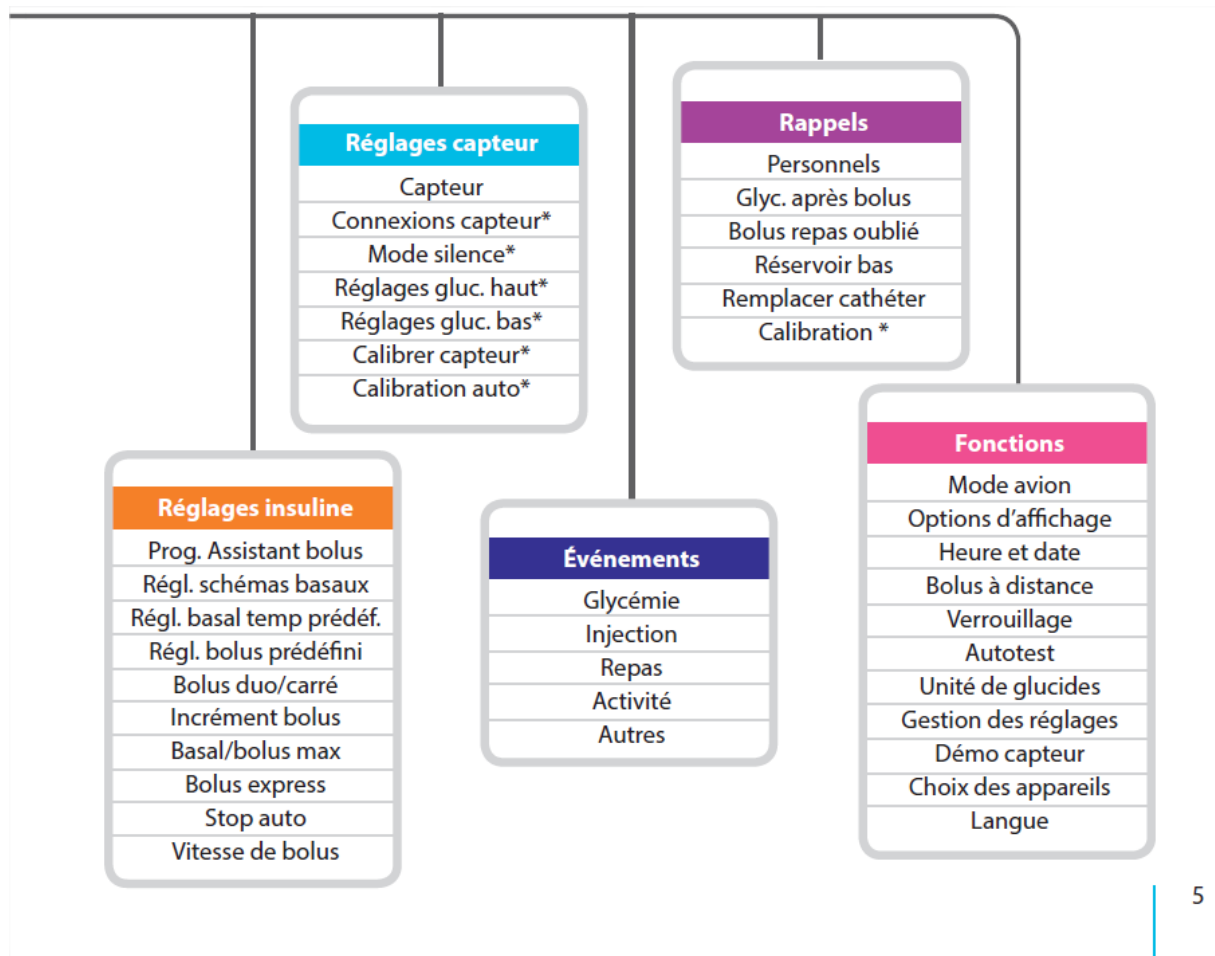 Réglages capteur
Capteur
Connexions capteur*
Mode silence*
Réglages gluc. haut*
Réglages gluc. bas*
Calibrer capteur*
Calibration auto*
Rappels
Personnels
Glyc. après bolus
Bolus repas oublié
Réservoir bas
Remplacer cathéter
Calibration *
Réglages insuline
Prog. Assistant bolus
Régl. schémas basaux
Régl. basal temp prédéf.
Régl. bolus prédéfini
Bolus duo/carré
Incrément bolus
Basal/bolus max
Bolus express
Stop auto
Vitesse de bolus
Événements
Glycémie
Injection
Repas
Activité
Autres
Fonctions
Mode avion
Options d’affichage
Heure et date
Bolus à distance
Verrouillage
Autotest
Unité de glucides
Gestion des réglages
Démo capteur
Choix des appareils
Langue
5